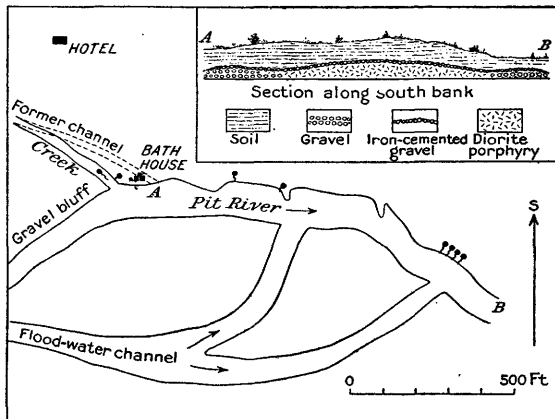 HOTEL
A
B
Section along south bank
Soil
Gravel
Iron-cemented
gravel
Diorite
porphyry
Former channel
Creek
BATH
HOUSE
A
Gravel bluff
Pit River
S
B
Flood-water channel
0
500 Ft